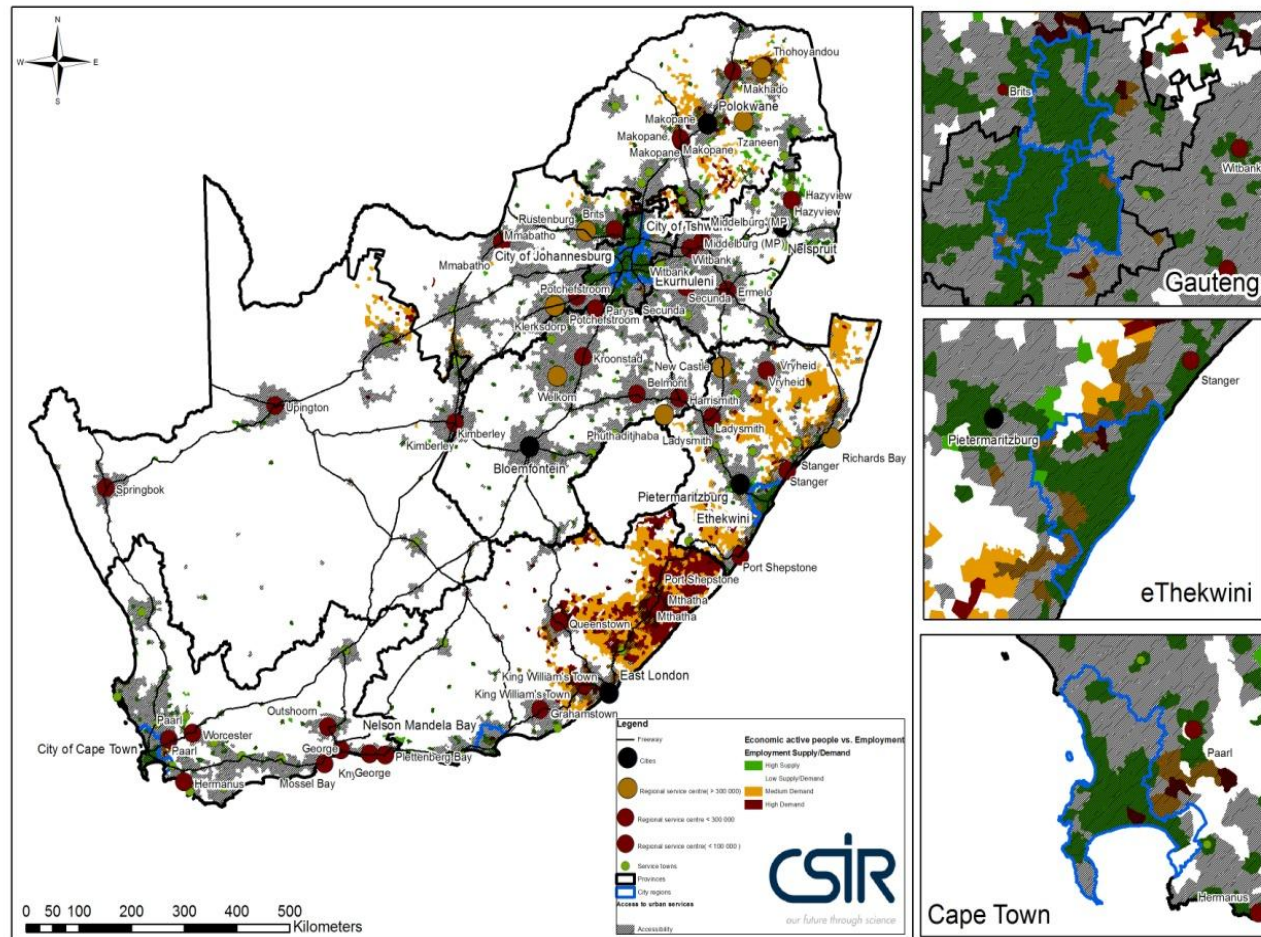 N
W
E
S
Thohoyandou
Makhado
Polokwane
Makopane
Makopane.
Tzaneen
Makopane
Makopane
Hazyview
Hazyview
Rustenburg
Brits
City of Tshwane
Middelburg (MP)
Mmabatho
Middelburg (MP)
Nelspruit
City of Johannesburg
Witbank
Mmabatho
Witbank
Ekurhuleni
Potchefstroom
Ermelo
Parys
Secunda
Klerksdorp
Potchefstroom
Secunda
Kroonstad
New Castle
Vryheid
Vryheid
Belmont
Welkom
Harrismith
Upington
Kimberley
Phuthaditjhaba
Ladysmith
Kimberley
Ladysmith
Richards Bay
Bloemfontein
Stanger
Stanger
Springbok
Pietermaritzburg
Ethekwini
Port Shepstone
Port Shepstone
Mthatha
Mthatha
Queenstown
King William's Town
East London
King William's Town
Grahamstown
Paarl
Outshoorn
Nelson Mandela Bay
City of Cape Town
Worcester
Paarl
George
Plettenberg Bay
Hermanus
Mossel Bay
George
Legend
Freeway
Cities
Regional service centre( > 300 000)
Regional service centre < 300 000
Regional service centre( < 100 000 )
Service towns
Provinces
City regions
Access to urban services
Accessibility
Economic active people vs. Employment
Employment Supply/Demand
High Supply
Low Supply/Demand
Medium Demand
High Demand
CSIR
our future through science
0 50 100 200 300 400 500
Kilometers
Brits
Witbank
Gauteng
Stanger
Pietermaritzburg
eThekwini
Paarl
Hermanus
Cape Town